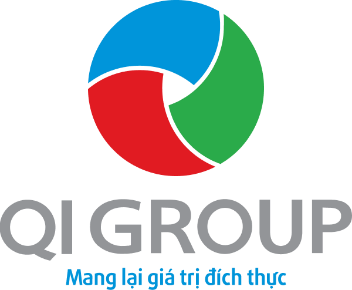 QI GROUP
Mang lại giá trị đích thực